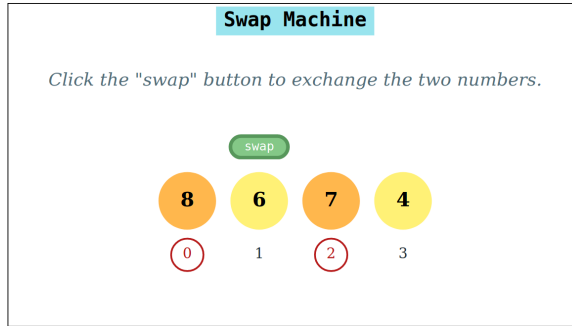 Swap Machine
Click the "swap" button to exchange the two numbers.
swap
8 6 7 4
0 1 2 3